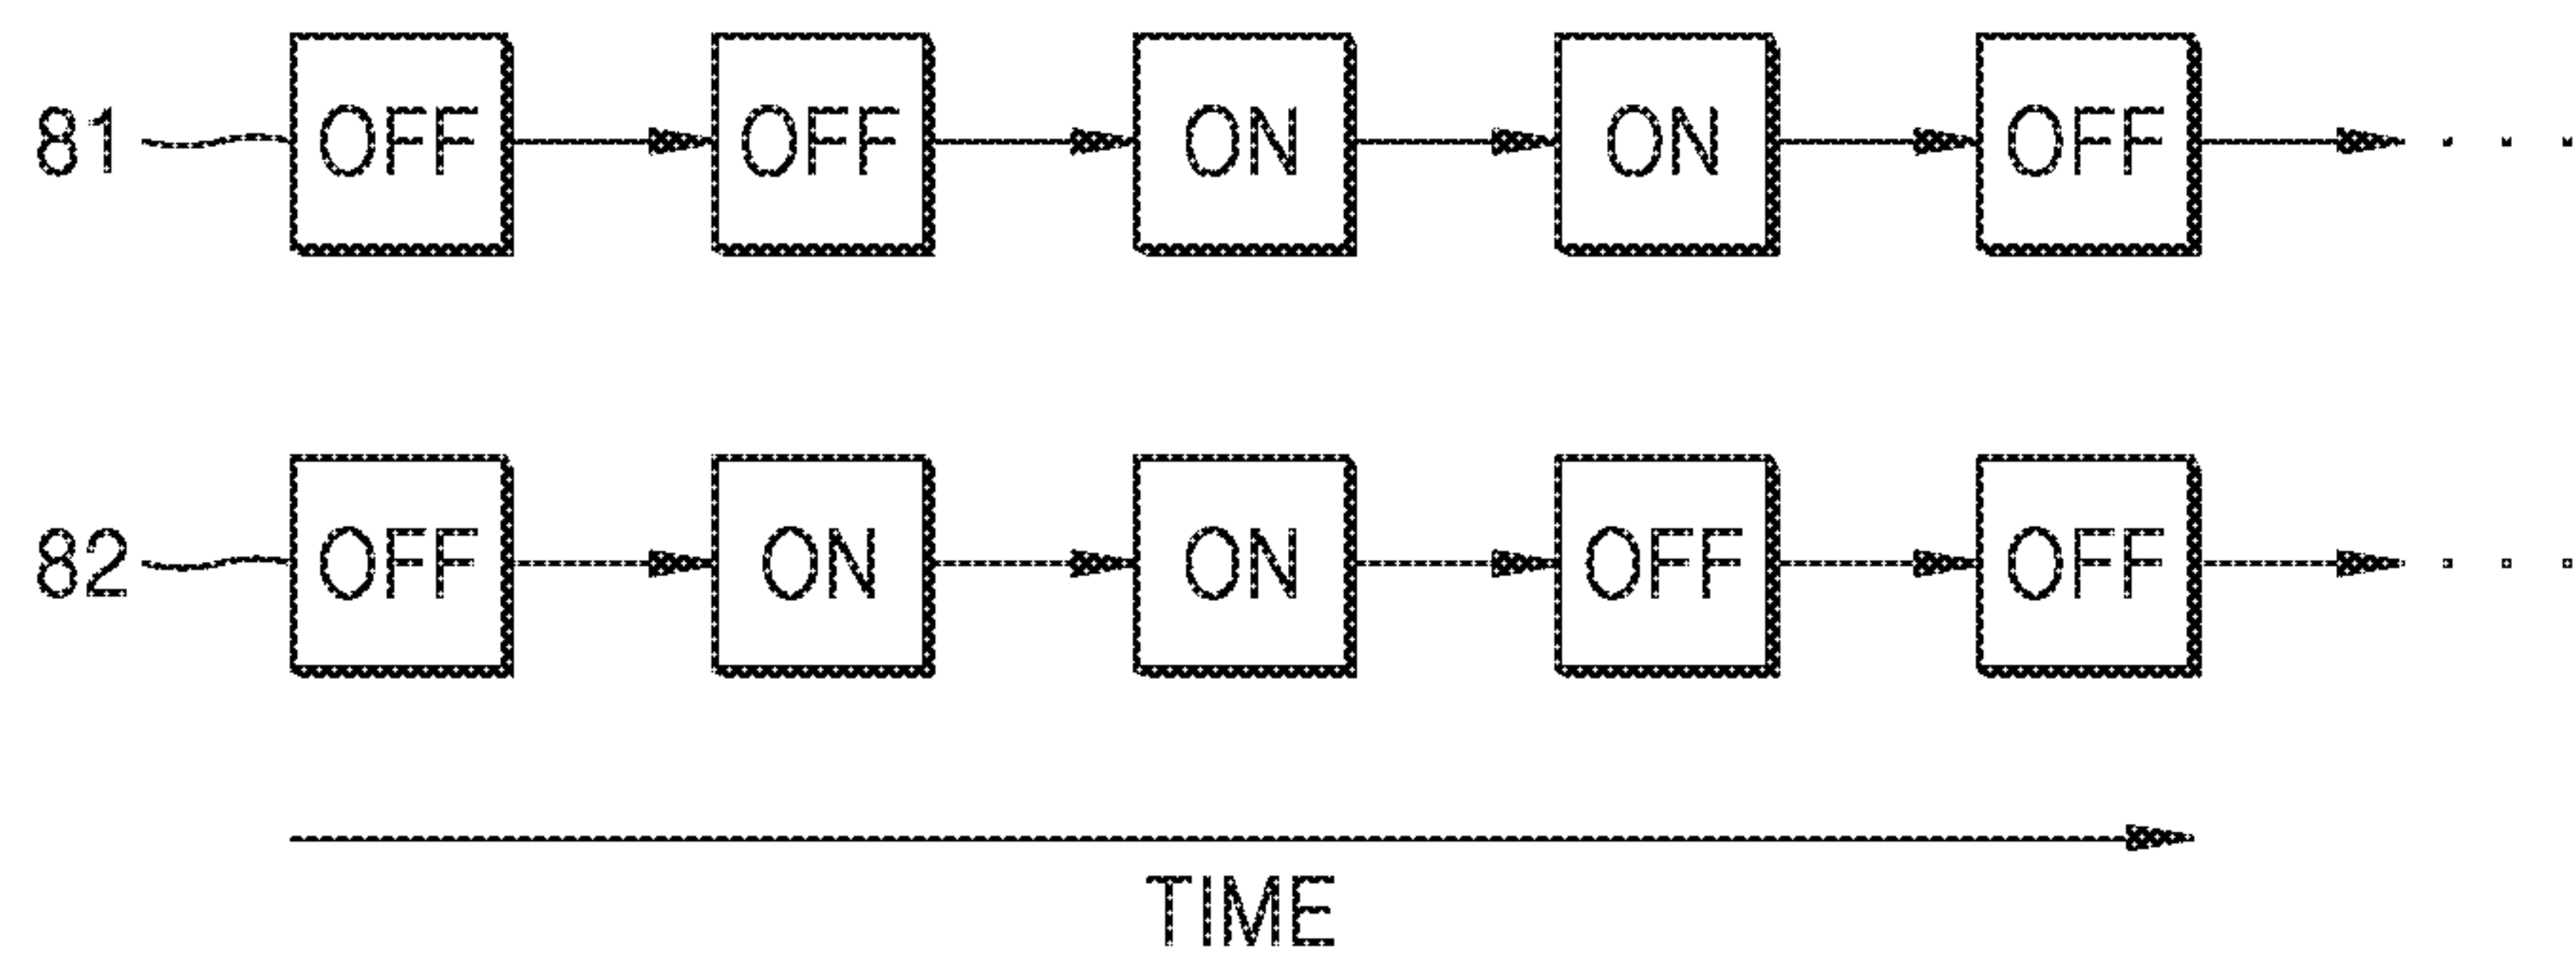 81 OFF OFF ON ON OFF . . .
82 OFF ON ON OFF OFF . . .
TIME